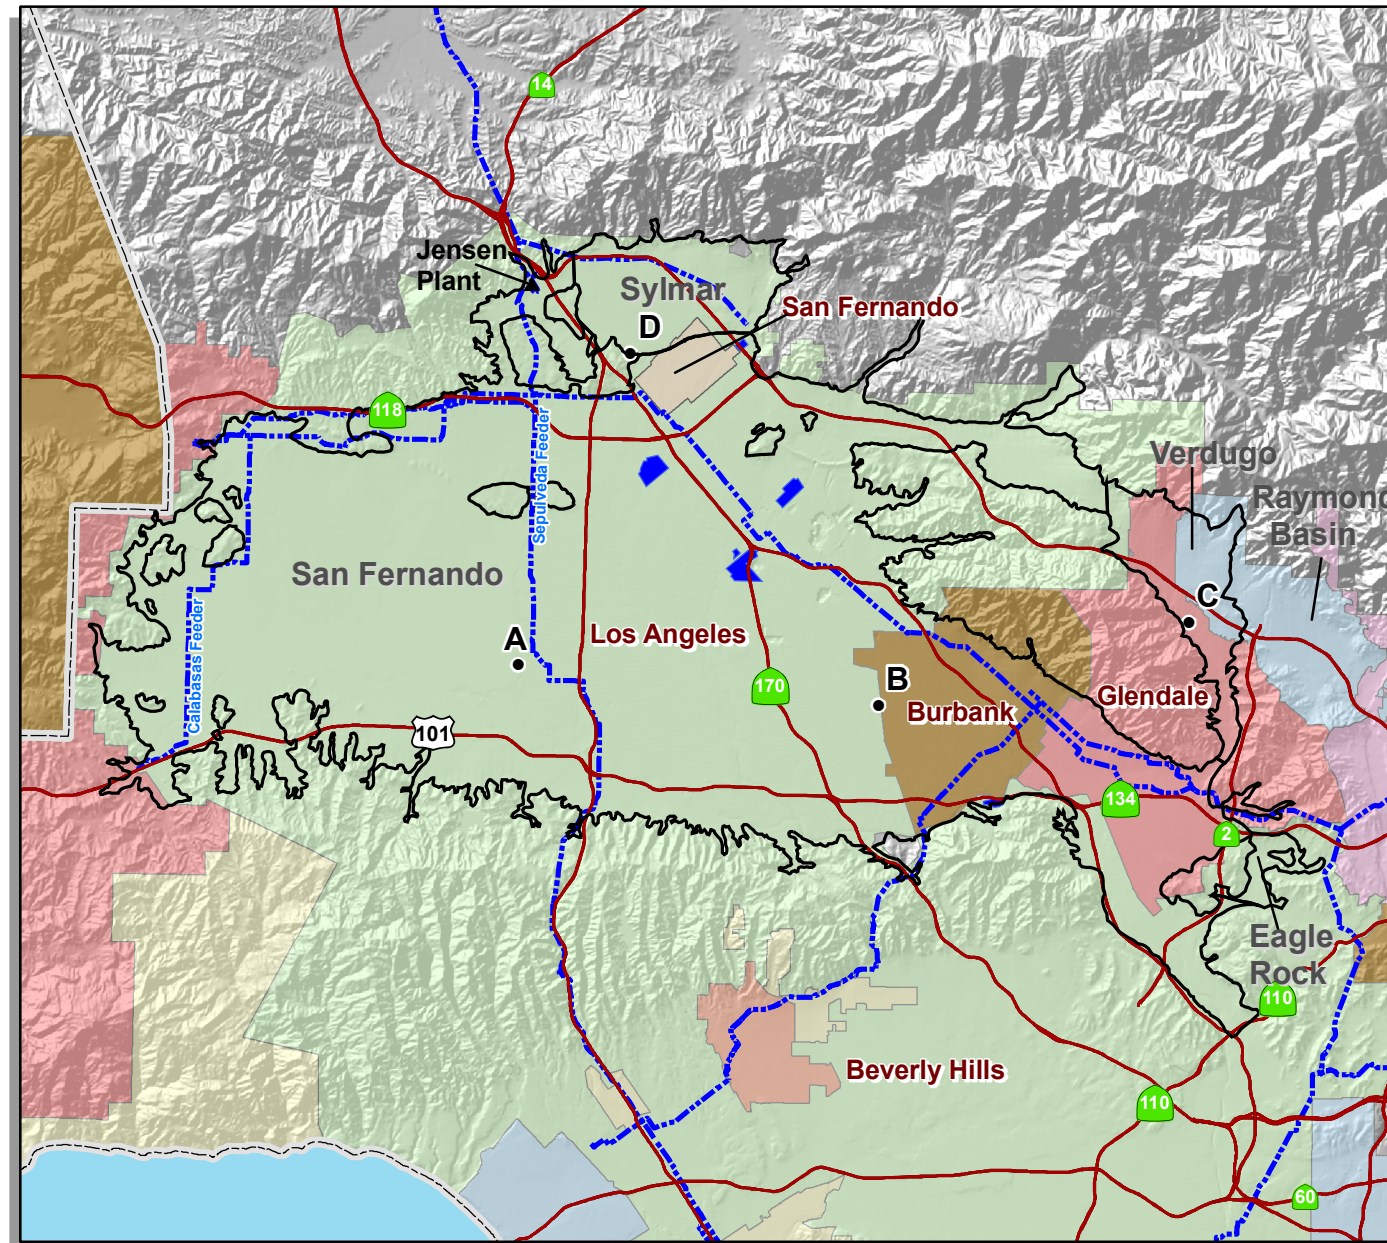 14
Jensen
Plant
Sylmar
San Fernando
D
118
Sepulveda Feeder
Verdugo
Raymond
Basin
San Fernando
Calabasas Feeder
C
Los Angeles
A
170
B
Glendale
Burbank
101
134
2
Eagle
Rock
110
Beverly Hills
110
60